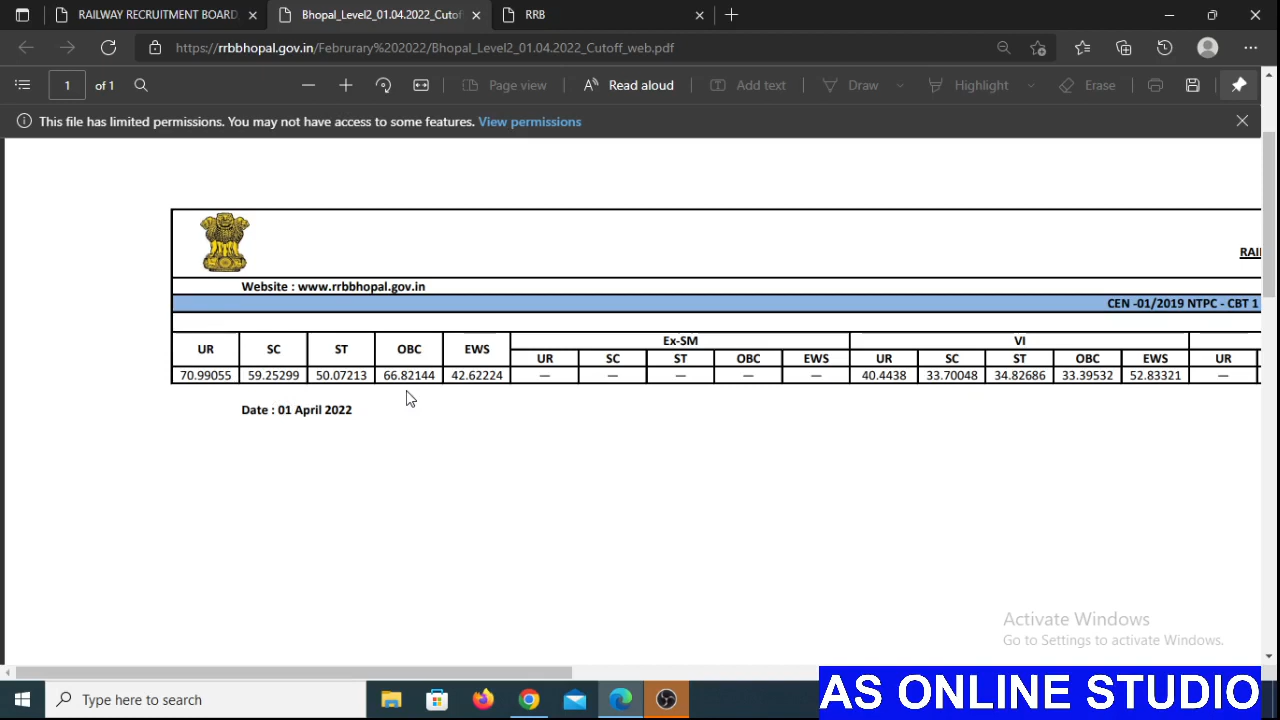 RAILWAY RECRUITMENT BOARD,
Bhopal_Level2_01.04.2022_Cutof
RRB
https://rrbbhopal.gov.in/Februrary%202022/Bhopal_Level2_01.04.2022_Cutoff_web.pdf
1 of 1 Page view Read aloud Add text Draw Highlight Erase
This file has limited permissions. You may not have access to some features. View permissions
RAI
Website : www.rrbbhopal.gov.in
CEN -01/2019 NTPC - CBT 1
UR SC ST OBC EWS Ex-SM VI
UR SC ST OBC EWS UR SC ST OBC EWS UR
70.99055 59.25299 50.07213 66.82144 42.62224 — — — — — 40.4438 33.70048 34.82686 33.39532 52.83321 —
Date : 01 April 2022
Activate Windows
Go to Settings to activate Windows.
Type here to search
AS ONLINE STUDIO